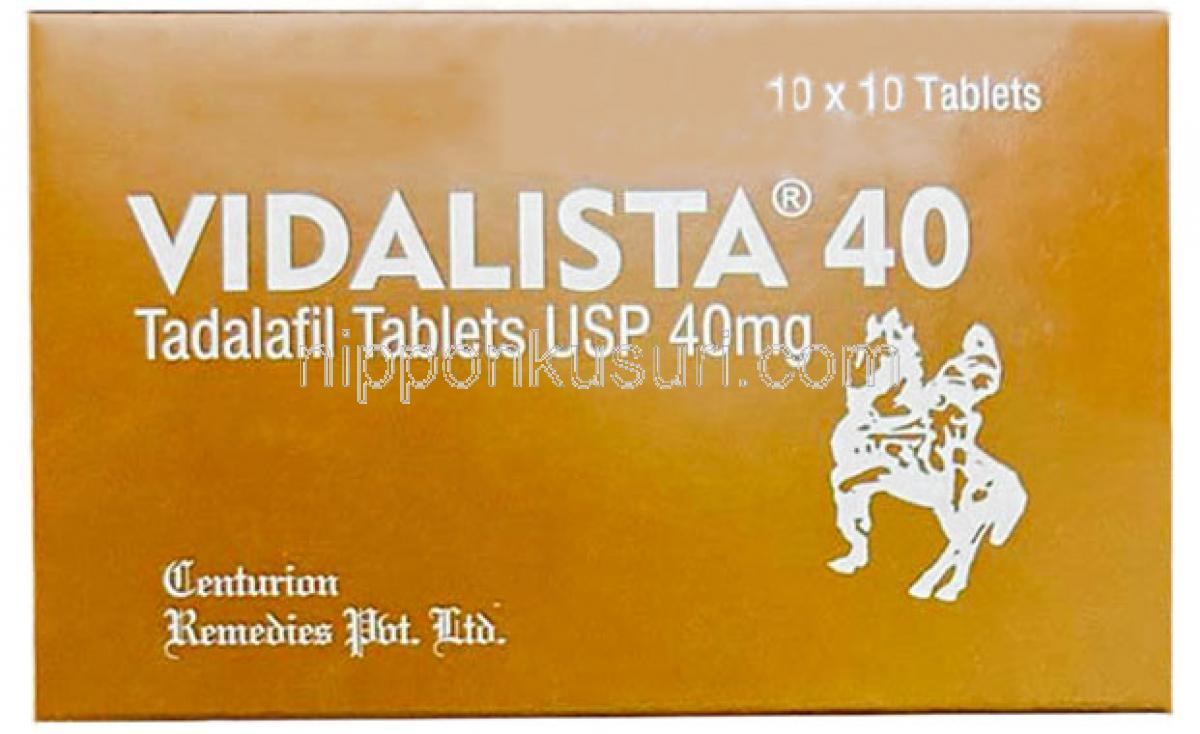 10 x 10 Tablets
VIDALISTA® 40
Tadalafil Tablets USP 40mg
nipponkusuri.com
Centurion
Remedies Pvt. Ltd.